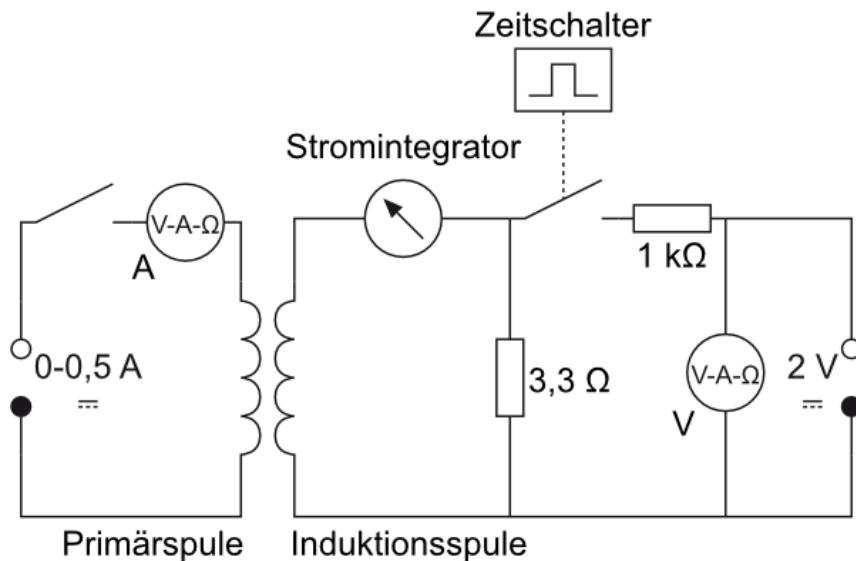 Zeitschalter
Stromintegrator
V-A-Ω
A
1 kΩ
0-0,5 A
3,3 Ω
V-A-Ω
V
2 V
Primärspule
Induktionsspule